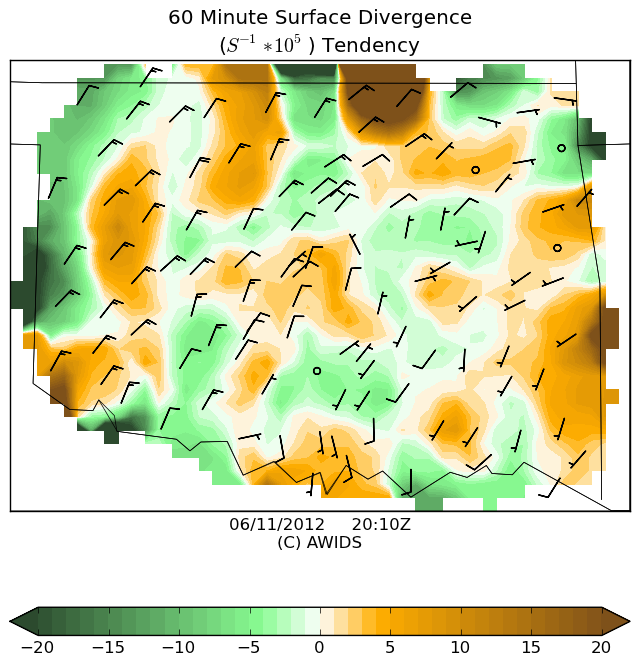 60 Minute Surface Divergence
($S^{-1}*10^{5}$ ) Tendency
06/11/2012 20:10Z
(C) AWIDS
−20 −15 −10 −5 0 5 10 15 20